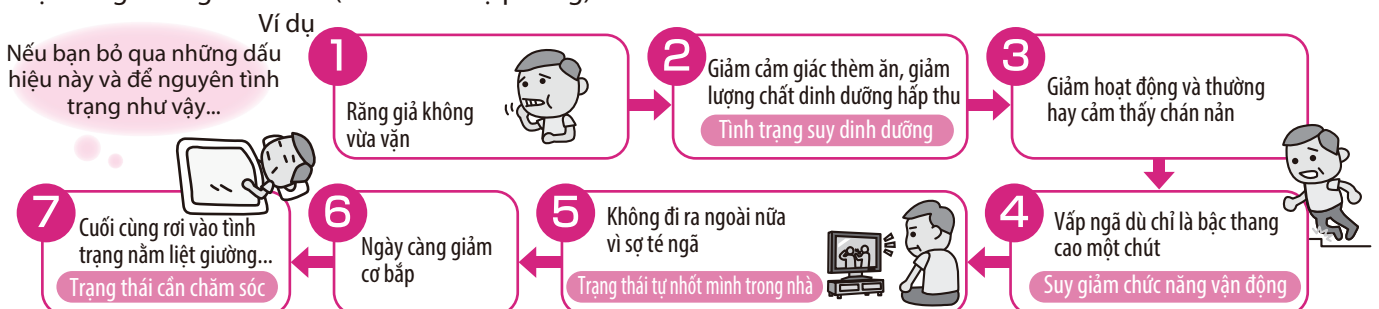 Ví dụ
Nếu bạn bỏ qua những dấu
hiệu này và để nguyên tình
trạng như vậy...
1
Răng giả không
vừa vặn
2
Giảm cảm giác thèm ăn, giảm
lượng chất dinh dưỡng hấp thu
Tình trạng suy dinh dưỡng
3
Giảm hoạt động và thường
hay cảm thấy chán nản
4
Vấp ngã dù chỉ là bậc thang
cao một chút
Suy giảm chức năng vận động
5
Không đi ra ngoài nữa
vì sợ té ngã
Trạng thái tự nhốt mình trong nhà
6
Ngày càng giảm
cơ bắp
7
Cuối cùng rơi vào tình
trạng nằm liệt giường...
Trạng thái cần chăm sóc